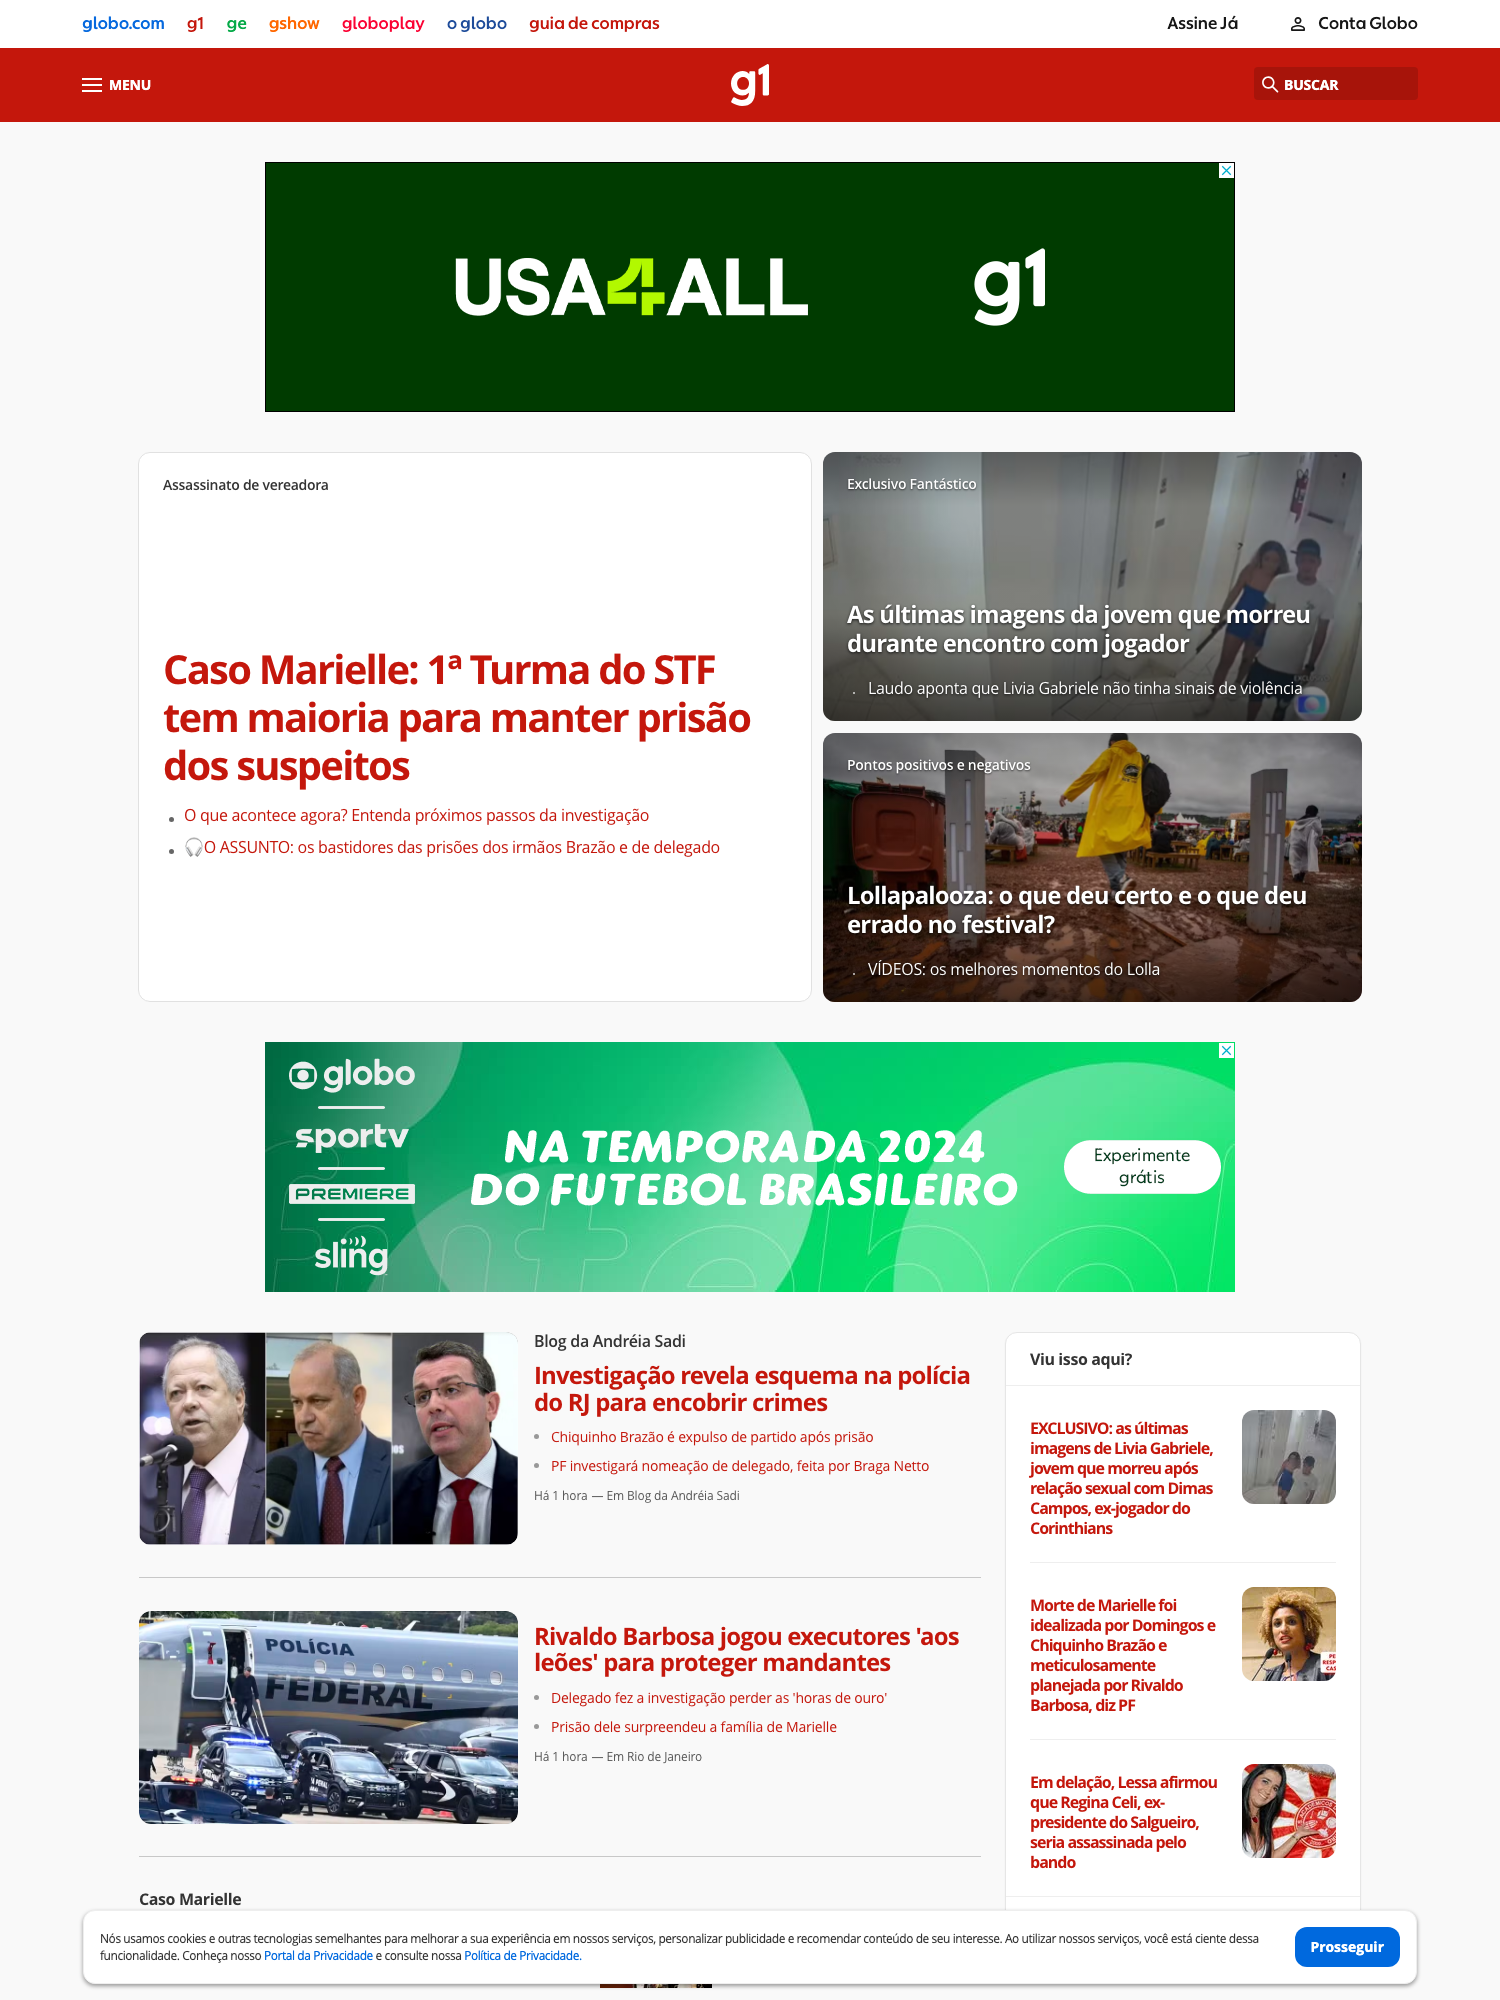 globo.com g1 ge gshow globoplay o globo guia de compras Assine Já Conta Globo
MENU g1 BUSCAR
USA4ALL g1
Assassinato de vereadora
Caso Marielle: 1ª Turma do STF
tem maioria para manter prisão
dos suspeitos
O que acontece agora? Entenda próximos passos da investigação
🎧O ASSUNTO: os bastidores das prisões dos irmãos Brazão e de delegado
Exclusivo Fantástico
As últimas imagens da jovem que morreu
durante encontro com jogador
Laudo aponta que Livia Gabriele não tinha sinais de violência
Pontos positivos e negativos
Lollapalooza: o que deu certo e o que deu
errado no festival?
VÍDEOS: os melhores momentos do Lolla
globo
sportv
PREMIERE
sling
NA TEMPORADA 2024
DO FUTEBOL BRASILEIRO
Experimente
grátis
Blog da Andréia Sadi
Investigação revela esquema na polícia
do RJ para encobrir crimes
Chiquinho Brazão é expulso de partido após prisão
PF investigará nomeação de delegado, feita por Braga Netto
Há 1 hora — Em Blog da Andréia Sadi
POLÍCIA
FEDERAL
Rivaldo Barbosa jogou executores 'aos
leões' para proteger mandantes
Delegado fez a investigação perder as 'horas de ouro'
Prisão dele surpreendeu a família de Marielle
Há 1 hora — Em Rio de Janeiro
Caso Marielle
Viu isso aqui?
EXCLUSIVO: as últimas
imagens de Livia Gabriele,
jovem que morreu após
relação sexual com Dimas
Campos, ex-jogador do
Corinthians
Morte de Marielle foi
idealizada por Domingos e
Chiquinho Brazão e
meticulosamente
planejada por Rivaldo
Barbosa, diz PF
Em delação, Lessa afirmou
que Regina Celi, ex-
presidente do Salgueiro,
seria assassinada pelo
bando
Nós usamos cookies e outras tecnologias semelhantes para melhorar a sua experiência em nossos serviços, personalizar publicidade e recomendar conteúdo de seu interesse. Ao utilizar nossos serviços, você está ciente dessa
funcionalidade. Conheça nosso Portal da Privacidade e consulte nossa Política de Privacidade.
Prosseguir